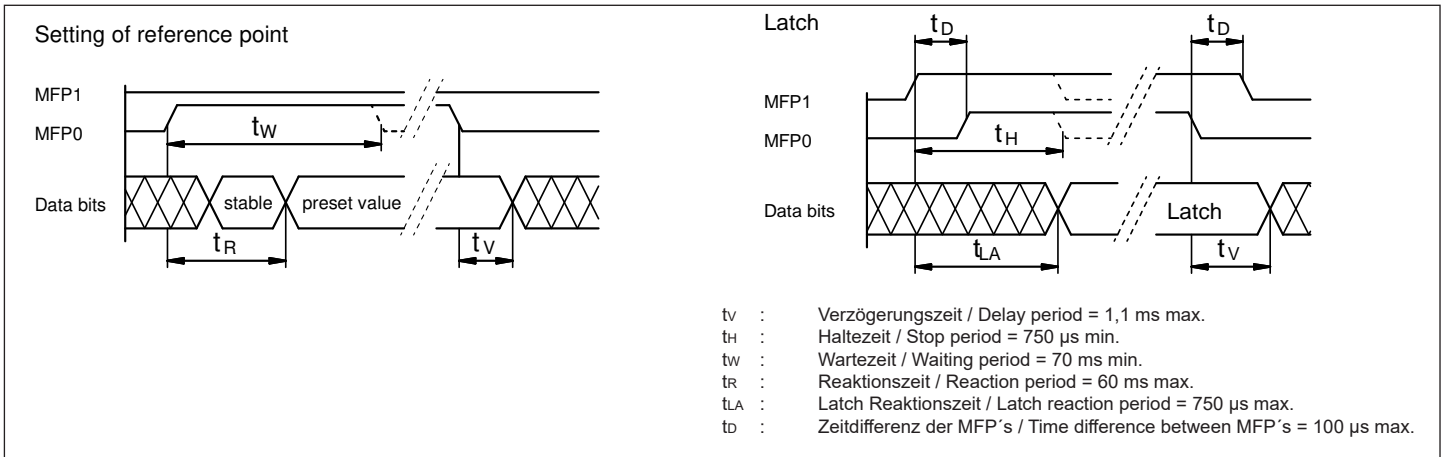 Setting of reference point
MFP1
MFP0
tW
Data bits
stable
preset value
tR
tV
Latch
tD
tD
MFP1
MFP0
tH
Data bits
Latch
tLA
tV
tV : Verzögerungszeit / Delay period = 1,1 ms max.
tH : Haltezeit / Stop period = 750 µs min.
tW : Wartezeit / Waiting period = 70 ms min.
tR : Reaktionszeit / Reaction period = 60 ms max.
tLA : Latch Reaktionszeit / Latch reaction period = 750 µs max.
tD : Zeitdifferenz der MFP´s / Time difference between MFP´s = 100 µs max.